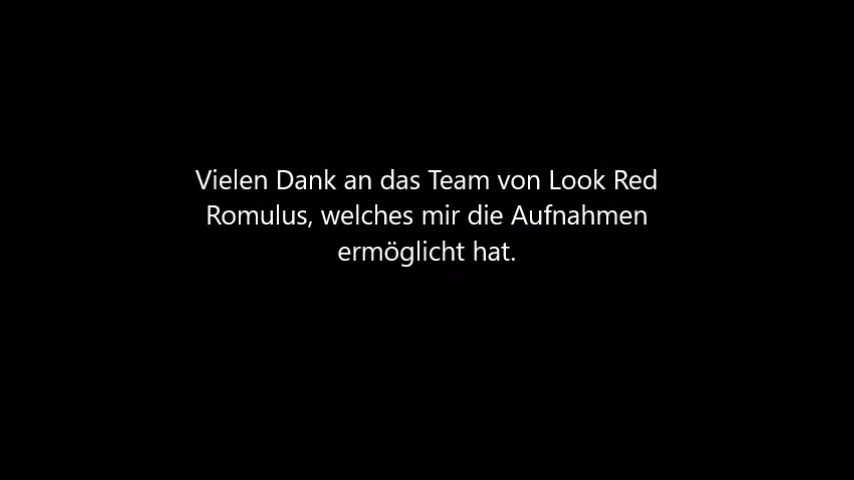 Vielen Dank an das Team von Look Red
Romulus, welches mir die Aufnahmen
ermöglicht hat.